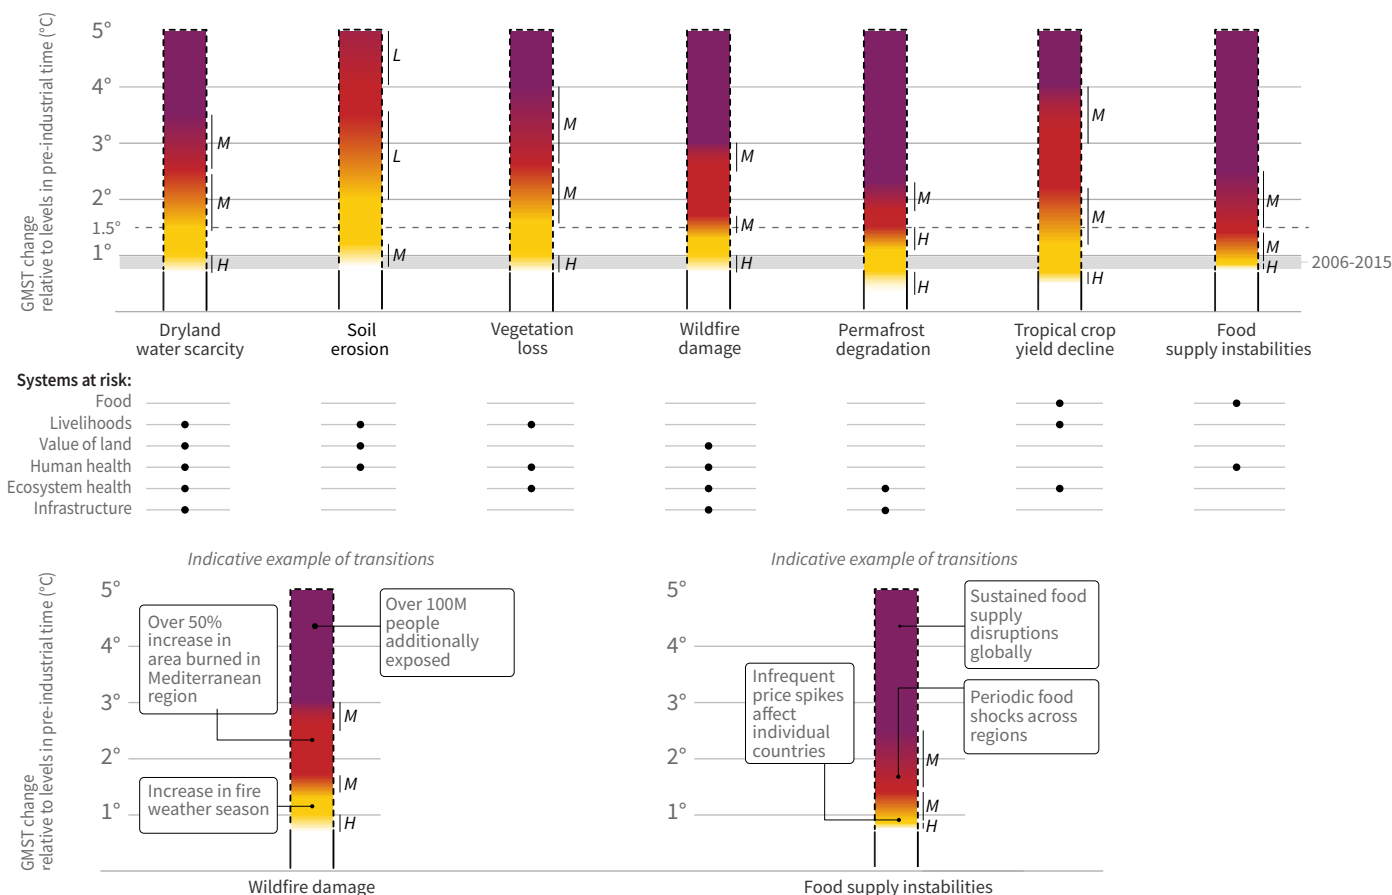 GMST change
relative to levels in pre-industrial time (°C)
5°
4°
3°
2°
1.5°
1°
M
M
H
L
L
M
M
M
H
M
M
H
M
H
H
M
M
H
M
M
H
2006-2015
Dryland
water scarcity
Soil
erosion
Vegetation
loss
Wildfire
damage
Permafrost
degradation
Tropical crop
yield decline
Food
supply instabilities
Systems at risk:
Food
Livelihoods
Value of land
Human health
Ecosystem health
Infrastructure
Indicative example of transitions
GMST change
relative to levels in pre-industrial time (°C)
5°
4°
3°
2°
1°
Over 50%
increase in
area burned in
Mediterranean
region
Over 100M
people
additionally
exposed
Increase in fire
weather season
M
M
H
Wildfire damage
Indicative example of transitions
5°
4°
3°
2°
1°
Infrequent
price spikes
affect
individual
countries
Sustained food
supply
disruptions
globally
Periodic food
shocks across
regions
M
M
H
Food supply instabilities